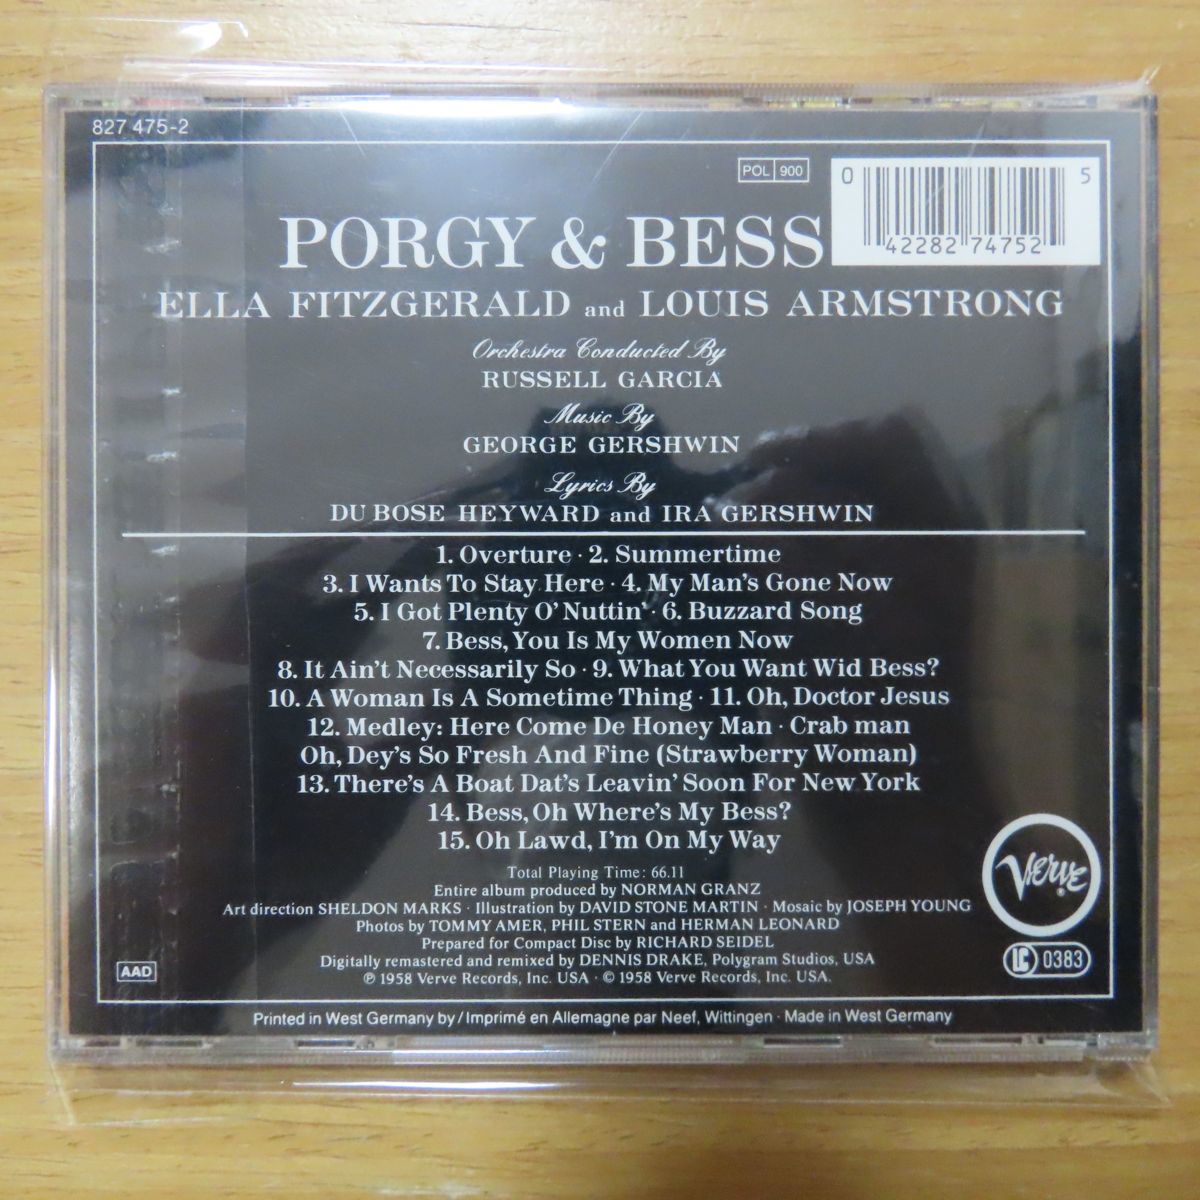 827 475-2
POL 900
0 42282 74752 5
PORGY & BESS
ELLA FITZGERALD and LOUIS ARMSTRONG
Orchestra Conducted By
RUSSELL GARCIA
Music By
GEORGE GERSHWIN
Lyrics By
DU BOSE HEYWARD and IRA GERSHWIN
1. Overture · 2. Summertime
3. I Wants To Stay Here · 4. My Man's Gone Now
5. I Got Plenty O' Nuttin' · 6. Buzzard Song
7. Bess, You Is My Women Now
8. It Ain't Necessarily So · 9. What You Want Wid Bess?
10. A Woman Is A Sometime Thing · 11. Oh, Doctor Jesus
12. Medley: Here Come De Honey Man · Crab man
Oh, Dey's So Fresh And Fine (Strawberry Woman)
13. There's A Boat Dat's Leavin' Soon For New York
14. Bess, Oh Where's My Bess?
15. Oh Lawd, I'm On My Way
Total Playing Time: 66.11
Entire album produced by NORMAN GRANZ
Art direction SHELDON MARKS · Illustration by DAVID STONE MARTIN · Mosaic by JOSEPH YOUNG
Photos by TOMMY AMER, PHIL STERN and HERMAN LEONARD
Prepared for Compact Disc by RICHARD SEIDEL
Digitally remastered and remixed by DENNIS DRAKE, Polygram Studios, USA
℗ 1958 Verve Records, Inc. USA · © 1958 Verve Records, Inc. USA.
VERVE ®
LC 0383
AAD
Printed in West Germany by / Imprimé en Allemagne par Neef, Wittingen · Made in West Germany